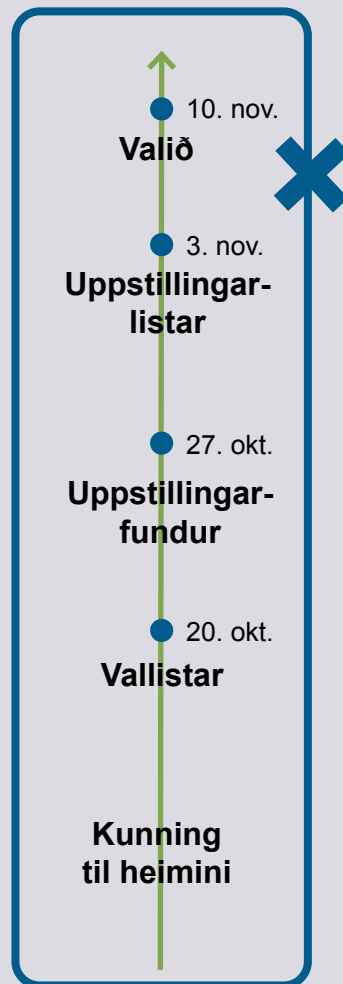 10. nov.
Valið
3. nov.
Uppstillingar-
listar
27. okt.
Uppstillingar-
fundur
20. okt.
Vallistar
Kunning
til heimini